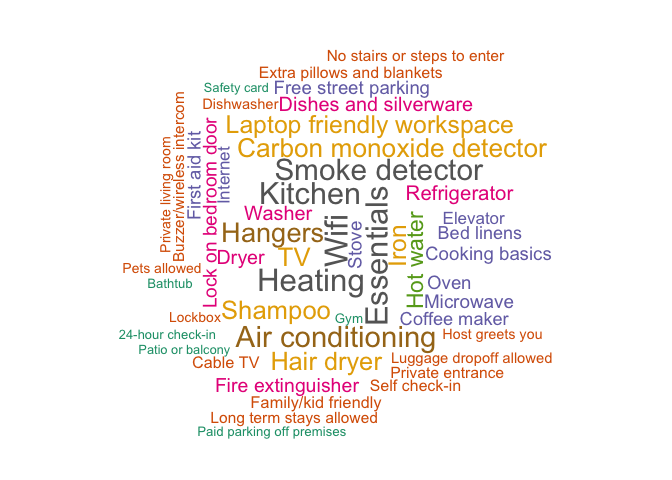 No stairs or steps to enter
Extra pillows and blankets
Safety card
Free street parking
Dishwasher
Dishes and silverware
Laptop friendly workspace
Carbon monoxide detector
Smoke detector
Kitchen
Refrigerator
Private living room
Buzzer/wireless intercom
First aid kit
Lock on bedroom door
Internet
Washer
Hangers
Wifi
Stove
Essentials
Iron
Hot water
Elevator
Bed linens
Dryer
TV
Cooking basics
Pets allowed
Bathtub
Heating
Oven
Microwave
Lockbox
Shampoo
Gym
Coffee maker
24-hour check-in
Air conditioning
Host greets you
Patio or balcony
Cable TV
Hair dryer
Luggage dropoff allowed
Private entrance
Fire extinguisher
Self check-in
Family/kid friendly
Long term stays allowed
Paid parking off premises